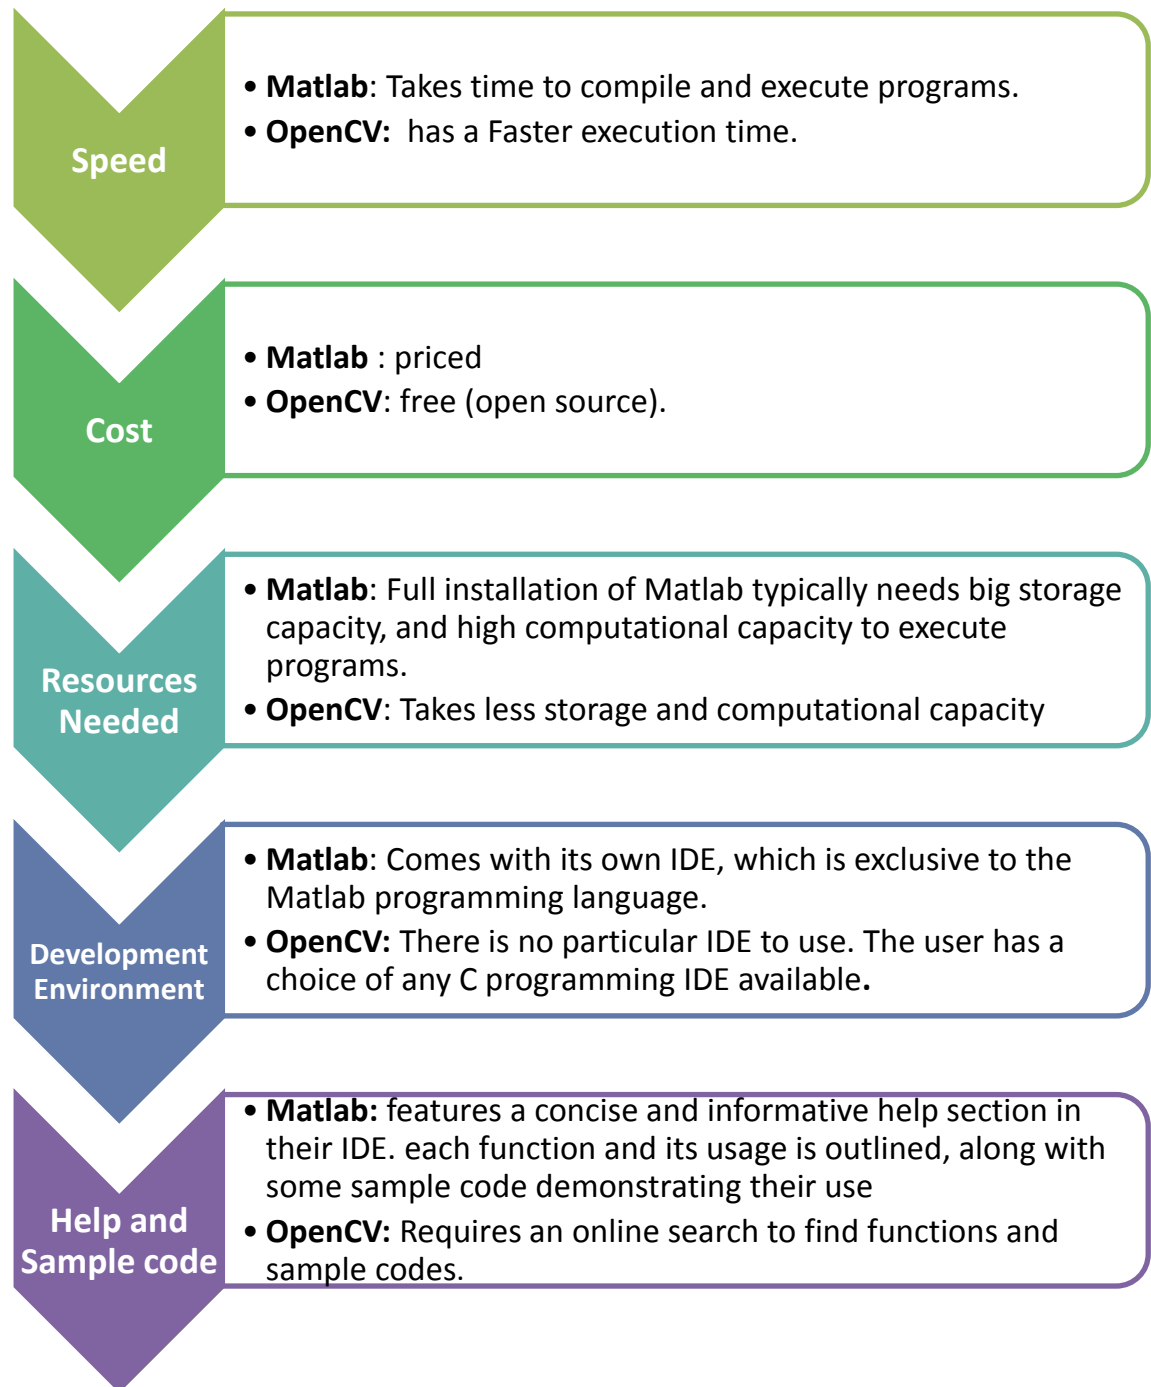 Speed
• Matlab: Takes time to compile and execute programs.
• OpenCV:  has a Faster execution time.
Cost
• Matlab : priced
• OpenCV: free (open source).
Resources
Needed
• Matlab: Full installation of Matlab typically needs big storage
capacity, and high computational capacity to execute
programs.
• OpenCV: Takes less storage and computational capacity
Development
Environment
• Matlab: Comes with its own IDE, which is exclusive to the
Matlab programming language.
• OpenCV: There is no particular IDE to use. The user has a
choice of any C programming IDE available.
Help and
Sample code
• Matlab: features a concise and informative help section in
their IDE. each function and its usage is outlined, along with
some sample code demonstrating their use
• OpenCV: Requires an online search to find functions and
sample codes.